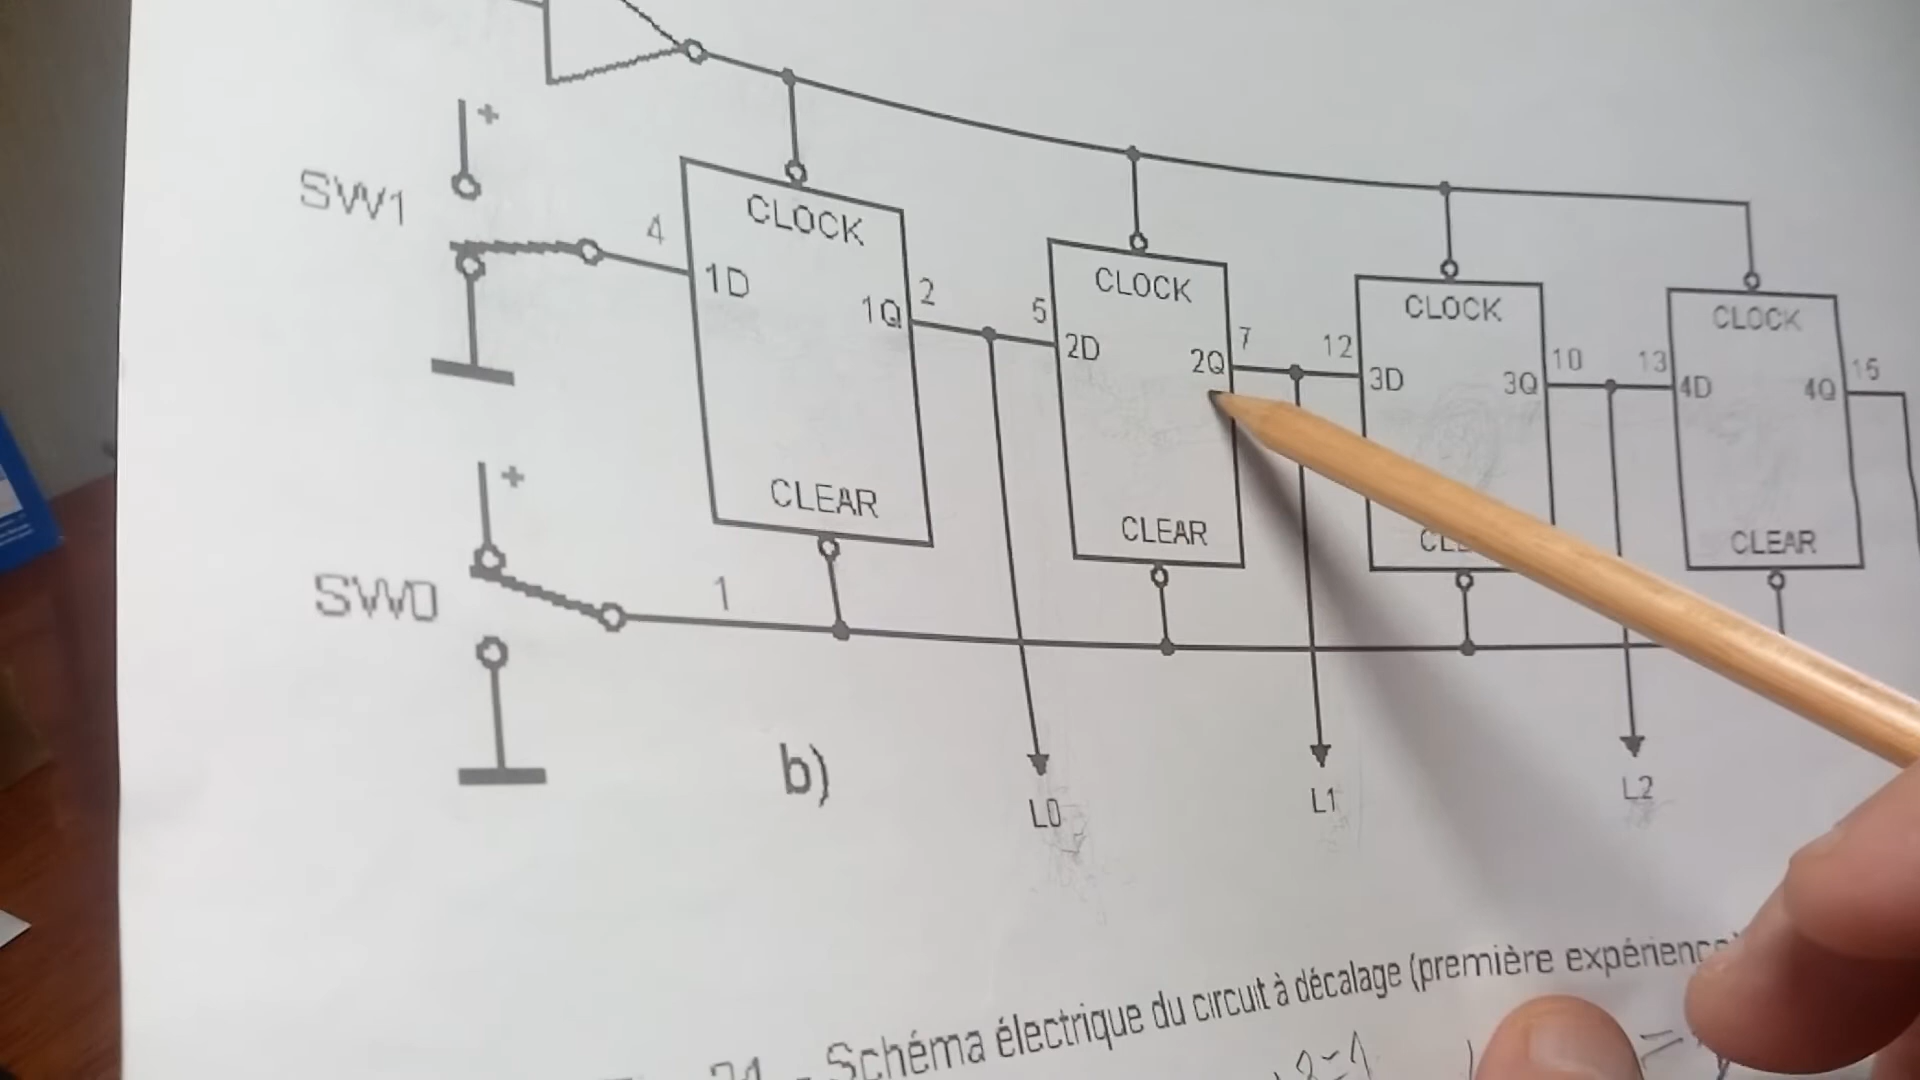 +
SW1
4
CLOCK
1D
1Q
2
CLEAR
5
CLOCK
2D
2Q
7
CLEAR
12
CLOCK
3D
3Q
10
13
CLOCK
4D
4Q
15
CLEAR
+
SW0
1
b)
L0
L1
L2
- Schéma électrique du circuit à décalage (première expérience)